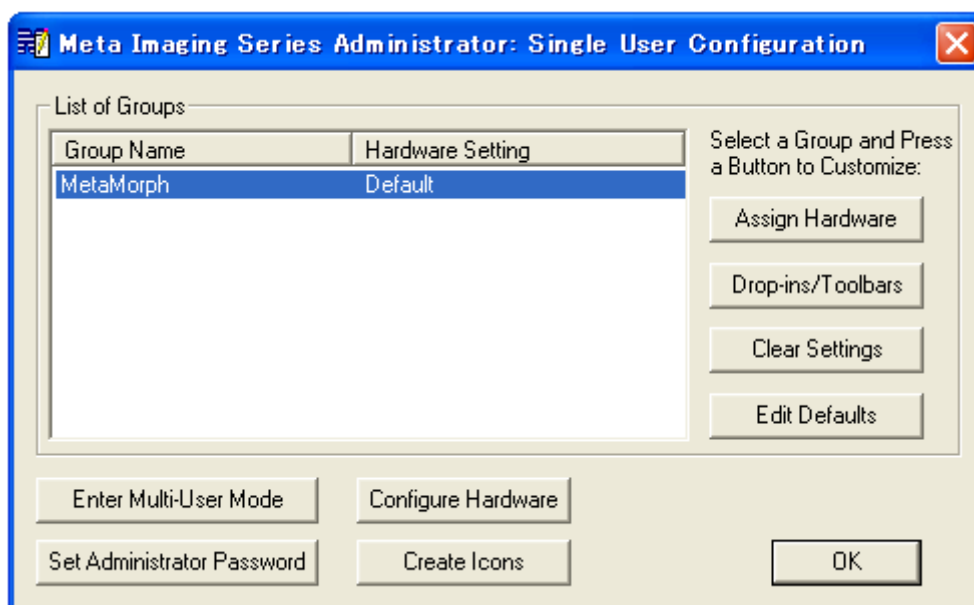 Meta Imaging Series Administrator: Single User Configuration
List of Groups
Group Name Hardware Setting
MetaMorph Default
Select a Group and Press
a Button to Customize:
Assign Hardware
Drop-ins/Toolbars
Clear Settings
Edit Defaults
Enter Multi-User Mode
Configure Hardware
Set Administrator Password
Create Icons
OK